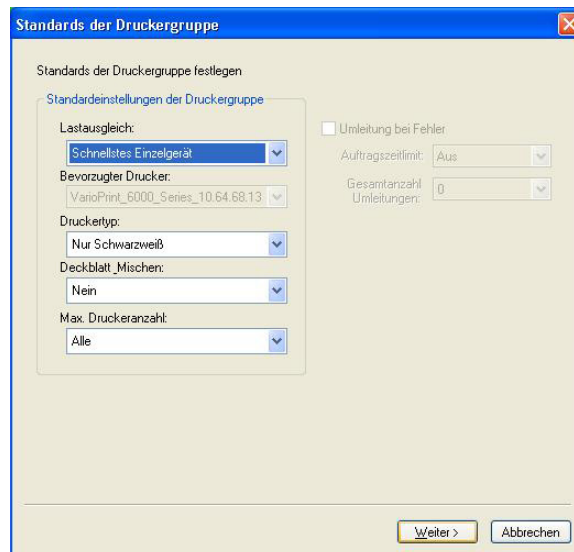 Standards der Druckergruppe
Standards der Druckergruppe festlegen
Standardeinstellungen der Druckergruppe
Lastausgleich:
Schnellstes Einzelgerät
Bevorzugter Drucker:
VarioPrint_6000_Series_10.64.68.13
Druckertyp:
Nur Schwarzweiß
Deckblatt_Mischen:
Nein
Max. Druckeranzahl:
Alle
Umleitung bei Fehler
Auftragszeitlimit: Aus
Gesamtanzahl
Umleitungen: 0
Weiter >
Abbrechen